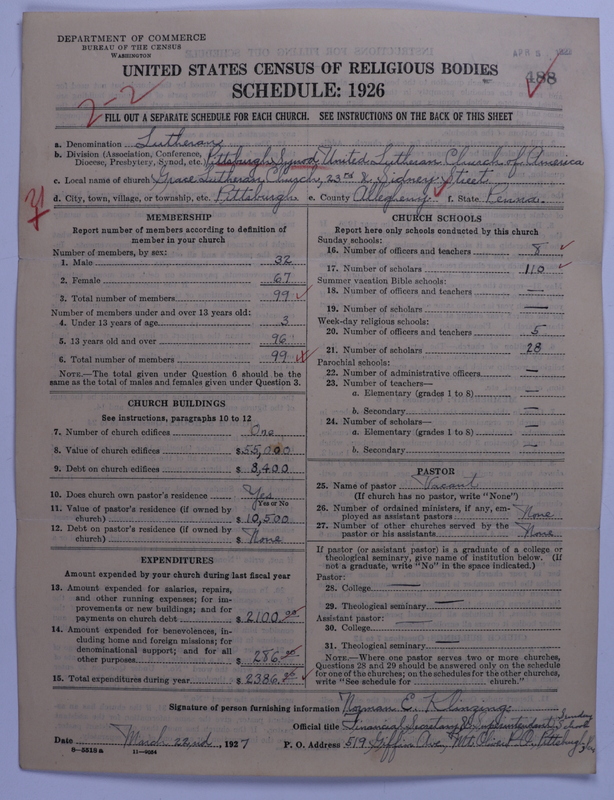 DEPARTMENT OF COMMERCE
BUREAU OF THE CENSUS
WASHINGTON
APR 5
UNITED STATES CENSUS OF RELIGIOUS BODIES
SCHEDULE: 1926
188
2-2
FILL OUT A SEPARATE SCHEDULE FOR EACH CHURCH. SEE INSTRUCTIONS ON THE BACK OF THIS SHEET
a. Denomination Lutheran
b. Division (Association, Conference, Diocese, Presbytery, Synod, etc. Pittsburgh Synod United Lutheran Church of America
c. Local name of church Grace Lutheran Church, 23rd & Sidney Street
d. City, town, village, or township, etc. Pittsburgh e. County Allegheny f. State Penna.
MEMBERSHIP
Report number of members according to definition of
member in your church
Number of members, by sex:
1. Male 32
2. Female 67
3. Total number of members 99
Number of members under and over 13 years old:
4. Under 13 years of age 3
5. 13 years old and over 96
6. Total number of members 99
NOTE.—The total given under Question 6 should be
same as the total of males and females given under Question 3.
CHURCH BUILDINGS
See instructions, paragraphs 10 to 12
7. Number of church edifices One
8. Value of church edifices $55,000
9. Debt on church edifices $ 3,400
10. Does church own pastor's residence Yes
Yes or No
11. Value of pastor's residence (if owned by
church) $ 10,500
12. Debt on pastor's residence (if owned by
church) $ None
EXPENDITURES
Amount expended by your church during last fiscal year
13. Amount expended for salaries, repairs,
and other running expenses; for im-
provements or new buildings; and for
payments on church debt $ 2100.00
14. Amount expended for benevolences, in-
cluding home and foreign missions; for
denominational support; and for all
other purposes $ 286.00
15. Total expenditures during year $ 2386.00
CHURCH SCHOOLS
Report here only schools conducted by this church
Sunday schools:
16. Number of officers and teachers 8
17. Number of scholars 110
Summer vacation Bible schools:
18. Number of officers and teachers —
19. Number of scholars —
Week-day religious schools:
20. Number of officers and teachers 5
21. Number of scholars 28
Parochial schools:
22. Number of administrative officers —
23. Number of teachers—
a. Elementary (grades 1 to 8) —
b. Secondary —
24. Number of scholars—
a. Elementary (grades 1 to 8) —
b. Secondary —
PASTOR
25. Name of pastor Vacant
(If church has no pastor, write "None")
26. Number of ordained ministers, if any, em-
ployed as assistant pastors None
27. Number of other churches served by the
pastor or his assistants None
If pastor (or assistant pastor) is a graduate of a college or
theological seminary, give name of institution below. (If
not a graduate, write "No" in the space indicated.)
Pastor:
28. College —
29. Theological seminary —
Assistant pastor:
30. College —
31. Theological seminary —
NOTE.—Where one pastor serves two or more churches,
Questions 28 and 29 should be answered only on the schedule
for one of the churches; on the schedules for the other churches,
write "See schedule for church."
Signature of person furnishing information Norman E. Klinzing
Official title Financial Secretary & Superintendent, Sunday School
Date March 22nd, 1927 P. O. Address 519 Giffin Ave., Mt. Oliver P.O. Pittsburgh, Pa.
8-5518a 11-9084